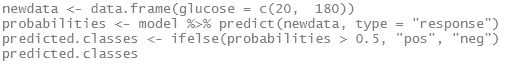 newdata <- data.frame(glucose = c(20,  180))
probabilities <- model %>% predict(newdata, type = "response")
predicted.classes <- ifelse(probabilities > 0.5, "pos", "neg")
predicted.classes